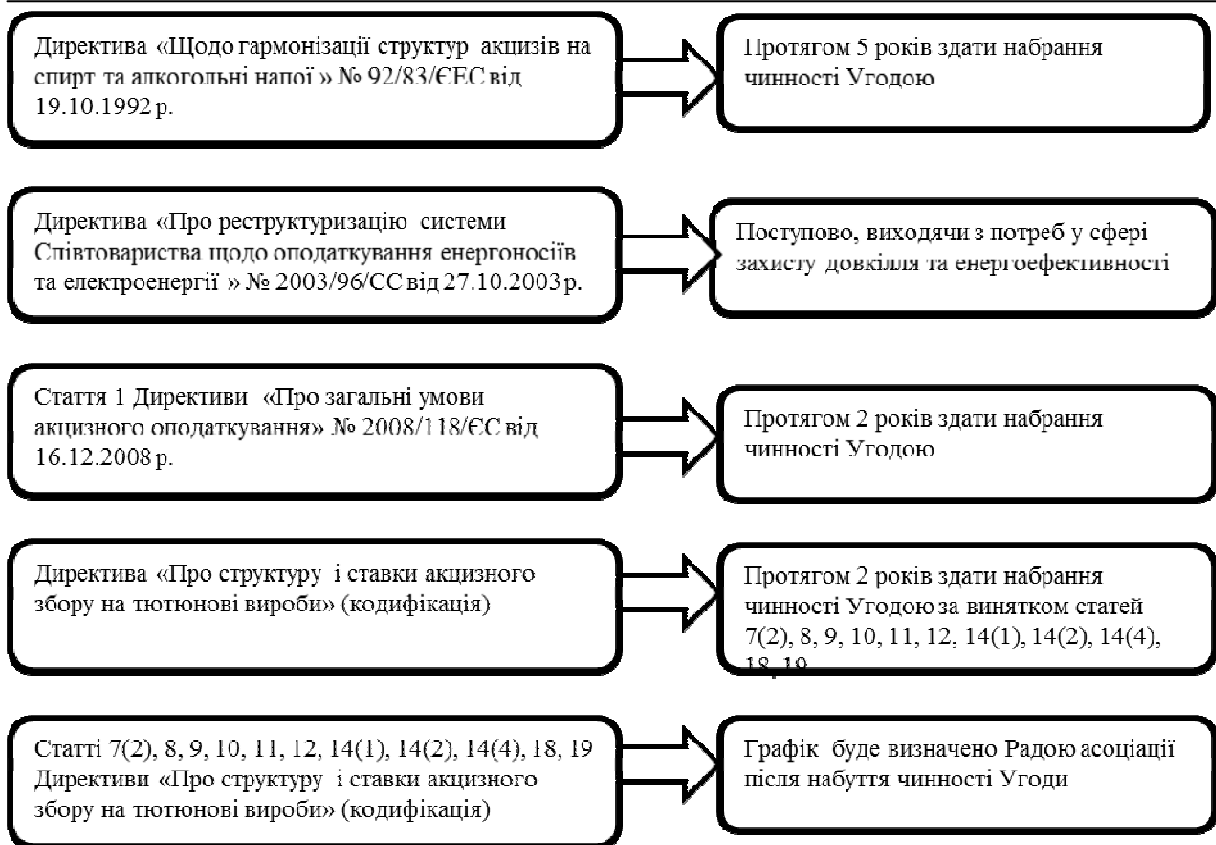 Директива «Щодо гармонізації структур акцизів на
спирт та алкогольні напої» № 92/83/ЄЕС від
19.10.1992 р.
Протягом 5 років здати набрання
чинності Угодою
Директива «Про реструктуризацію системи
Співтовариства щодо оподаткування енергоносіїв
та електроенергії » № 2003/96/СС від 27.10.2003р.
Поступово, виходячи з потреб у сфері
захисту довкілля та енергоефективності
Стаття 1 Директиви «Про загальні умови
акцизного оподаткування» № 2008/118/ЄС від
16.12.2008 р.
Протягом 2 років здати набрання
чинності Угодою
Директива «Про структуру і ставки акцизного
збору на тютюнові вироби» (кодифікація)
Протягом 2 років здати набрання
чинності Угодою за винятком статей
7(2), 8, 9, 10, 11, 12, 14(1), 14(2), 14(4),
18, 19
Статті 7(2), 8, 9, 10, 11, 12, 14(1), 14(2), 14(4), 18, 19
Директиви «Про структуру і ставки акцизного
збору на тютюнові вироби» (кодифікація)
Графік буде визначено Радою асоціації
після набуття чинності Угоди